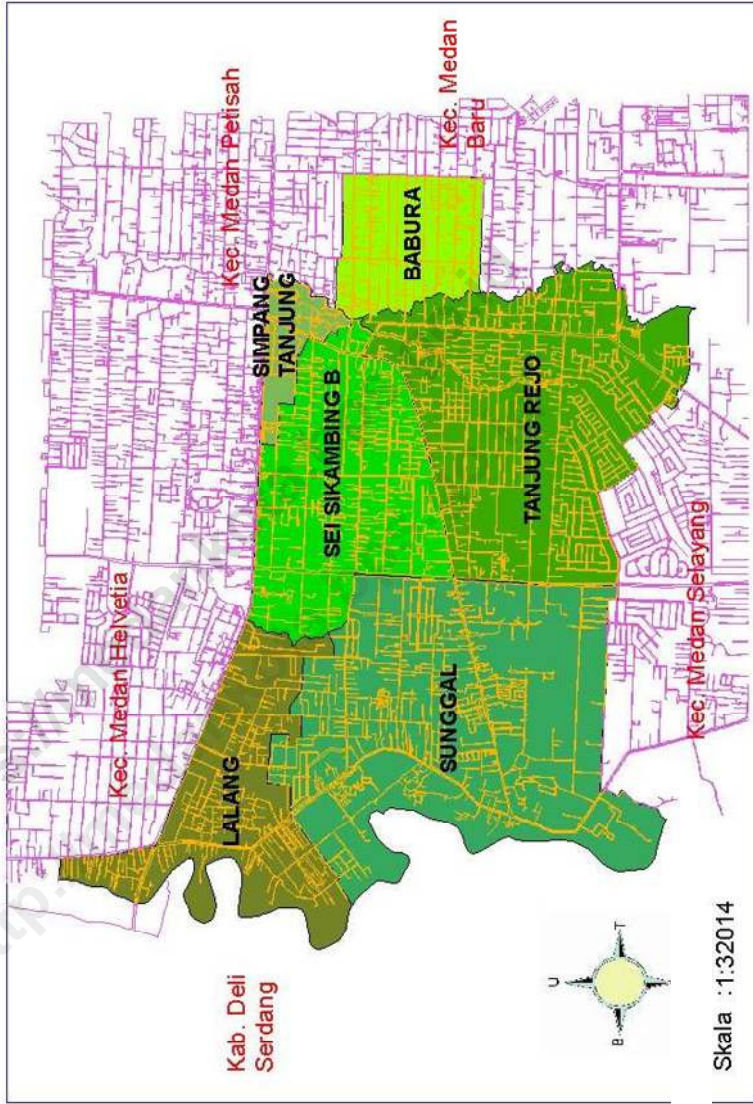 Kec. Medan Helvetia
Kec. Medan Petisah
Kec. Medan
Baru
Kab. Deli
Serdang
Kec. Medan Selayang
LALANG
SEI SIKAMBING B
SIMPANG
TANJUNG
BABURA
SUNGGAL
TANJUNG REJO
U
B
T
Skala : 1:32014